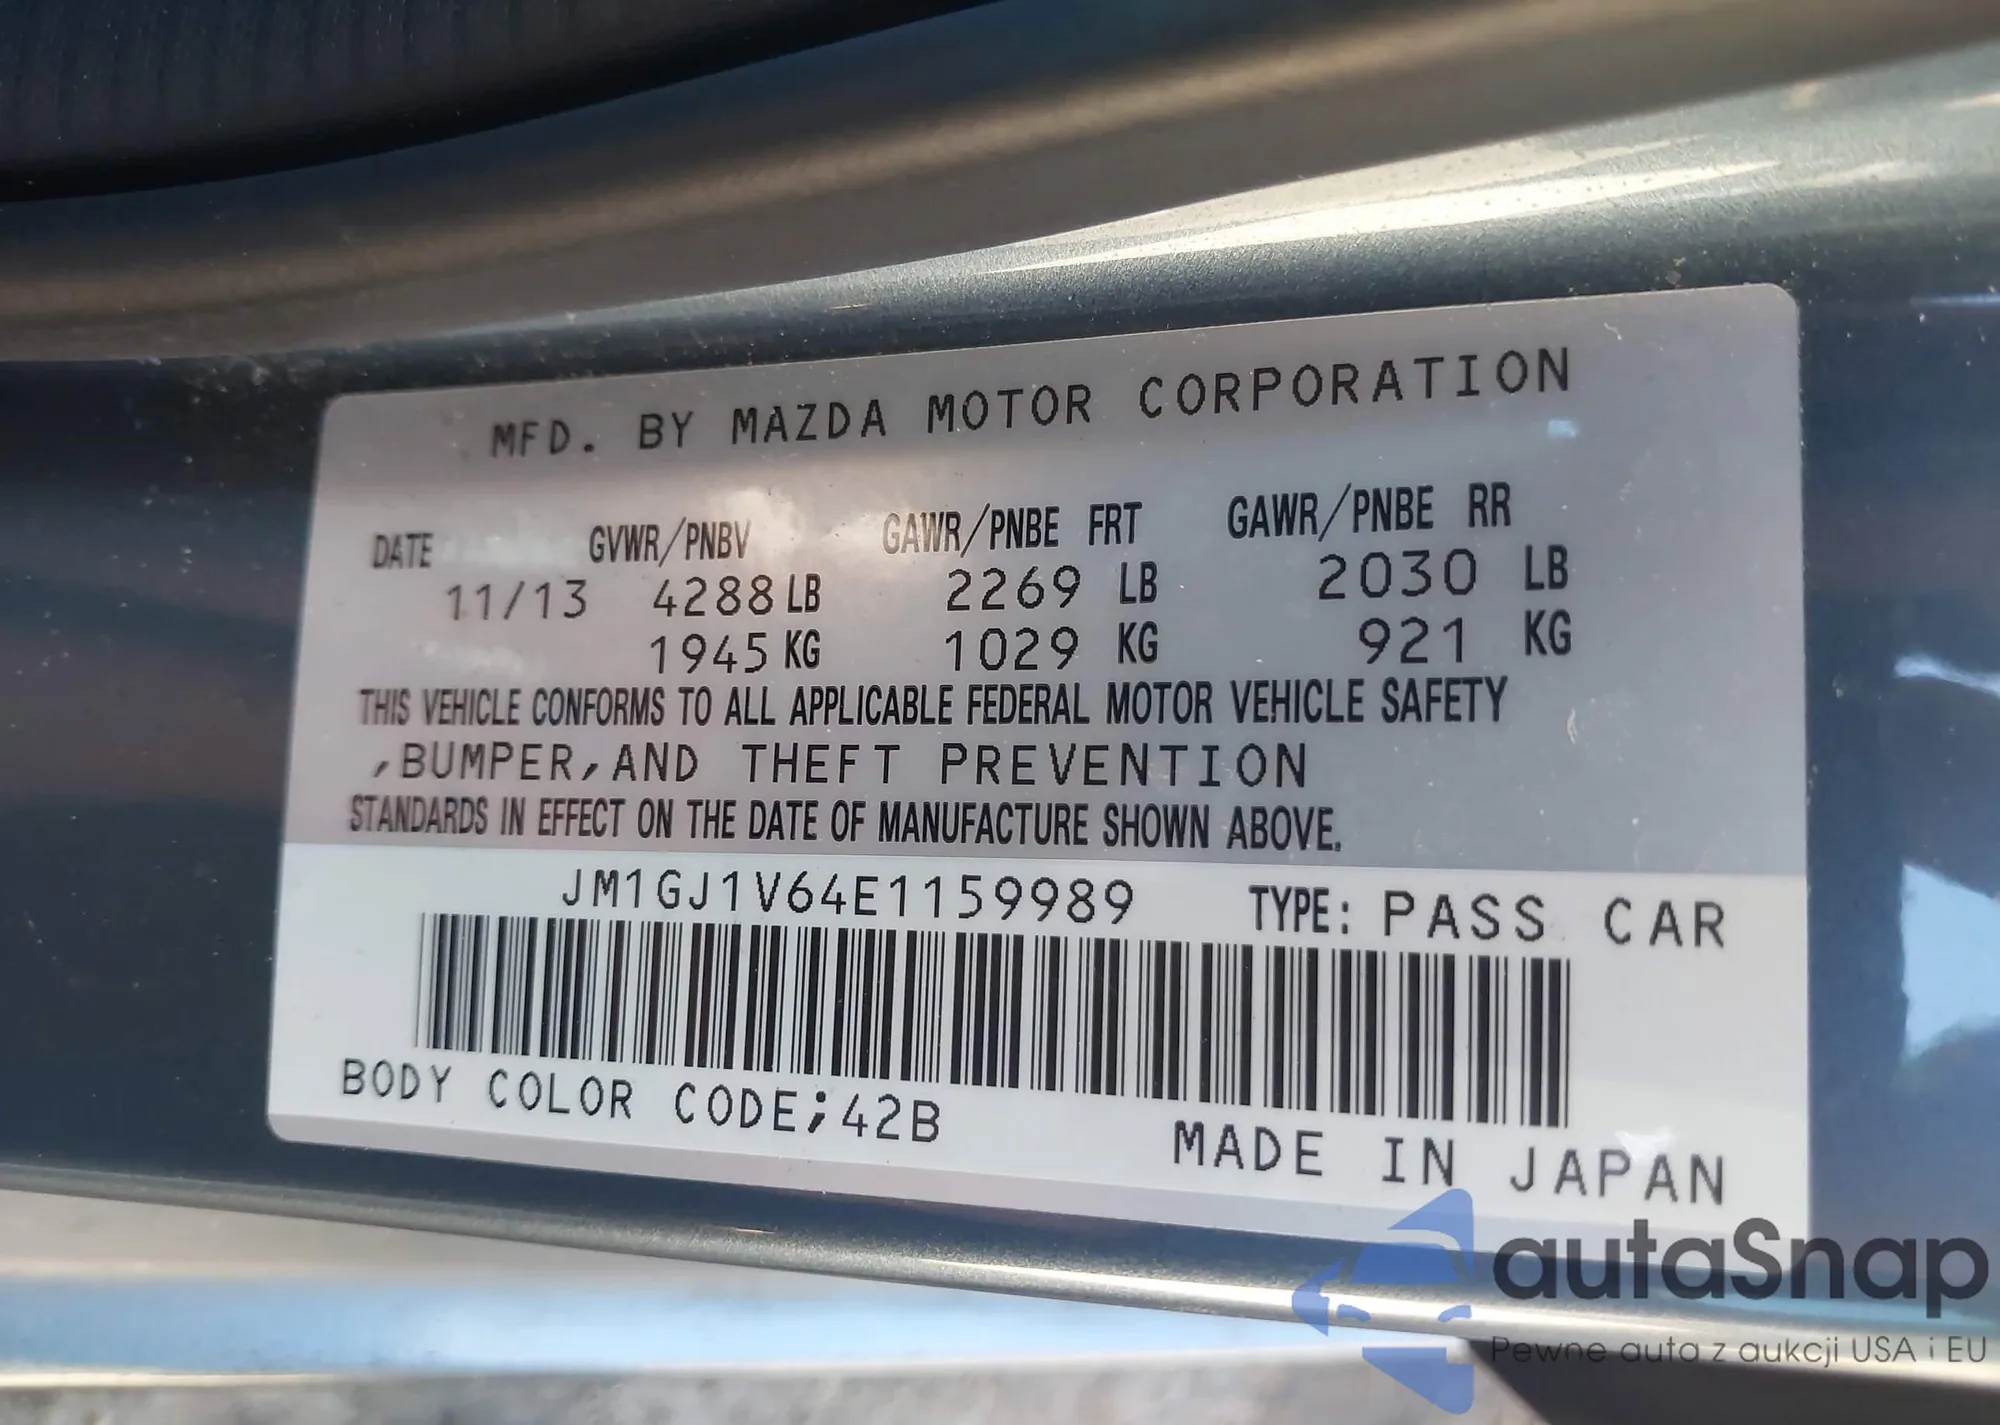 MFD. BY MAZDA MOTOR CORPORATION
DATE GVWR/PNBV GAWR/PNBE FRT GAWR/PNBE RR
11/13 4288 LB 2269 LB 2030 LB
1945 KG 1029 KG 921 KG
THIS VEHICLE CONFORMS TO ALL APPLICABLE FEDERAL MOTOR VEHICLE SAFETY
,BUMPER,AND THEFT PREVENTION
STANDARDS IN EFFECT ON THE DATE OF MANUFACTURE SHOWN ABOVE.
JM1GJ1V64E1159989 TYPE: PASS CAR
BODY COLOR CODE;42B
MADE IN JAPAN
autaSnap
Pewne auta z aukcji USA i EU